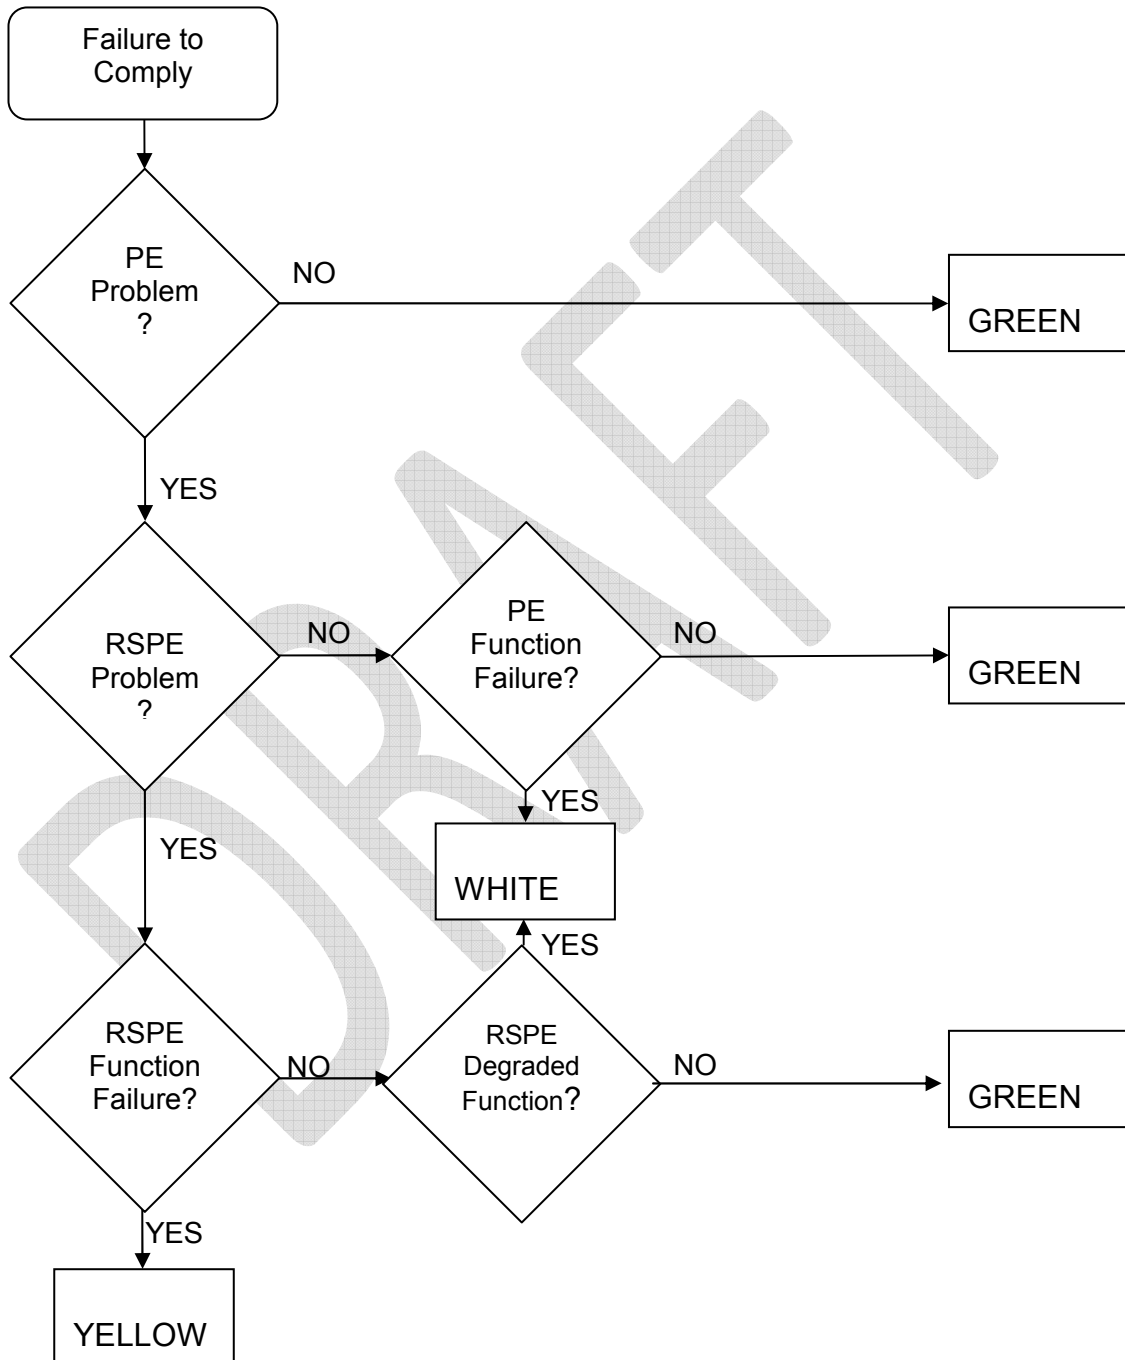 Failure to
Comply
PE
Problem
?
NO
GREEN
YES
RSPE
Problem
?
NO
PE
Function
Failure?
NO
GREEN
YES
WHITE
YES
YES
RSPE
Function
Failure?
NO
RSPE
Degraded
Function?
NO
GREEN
YES
YELLOW
DRAFT